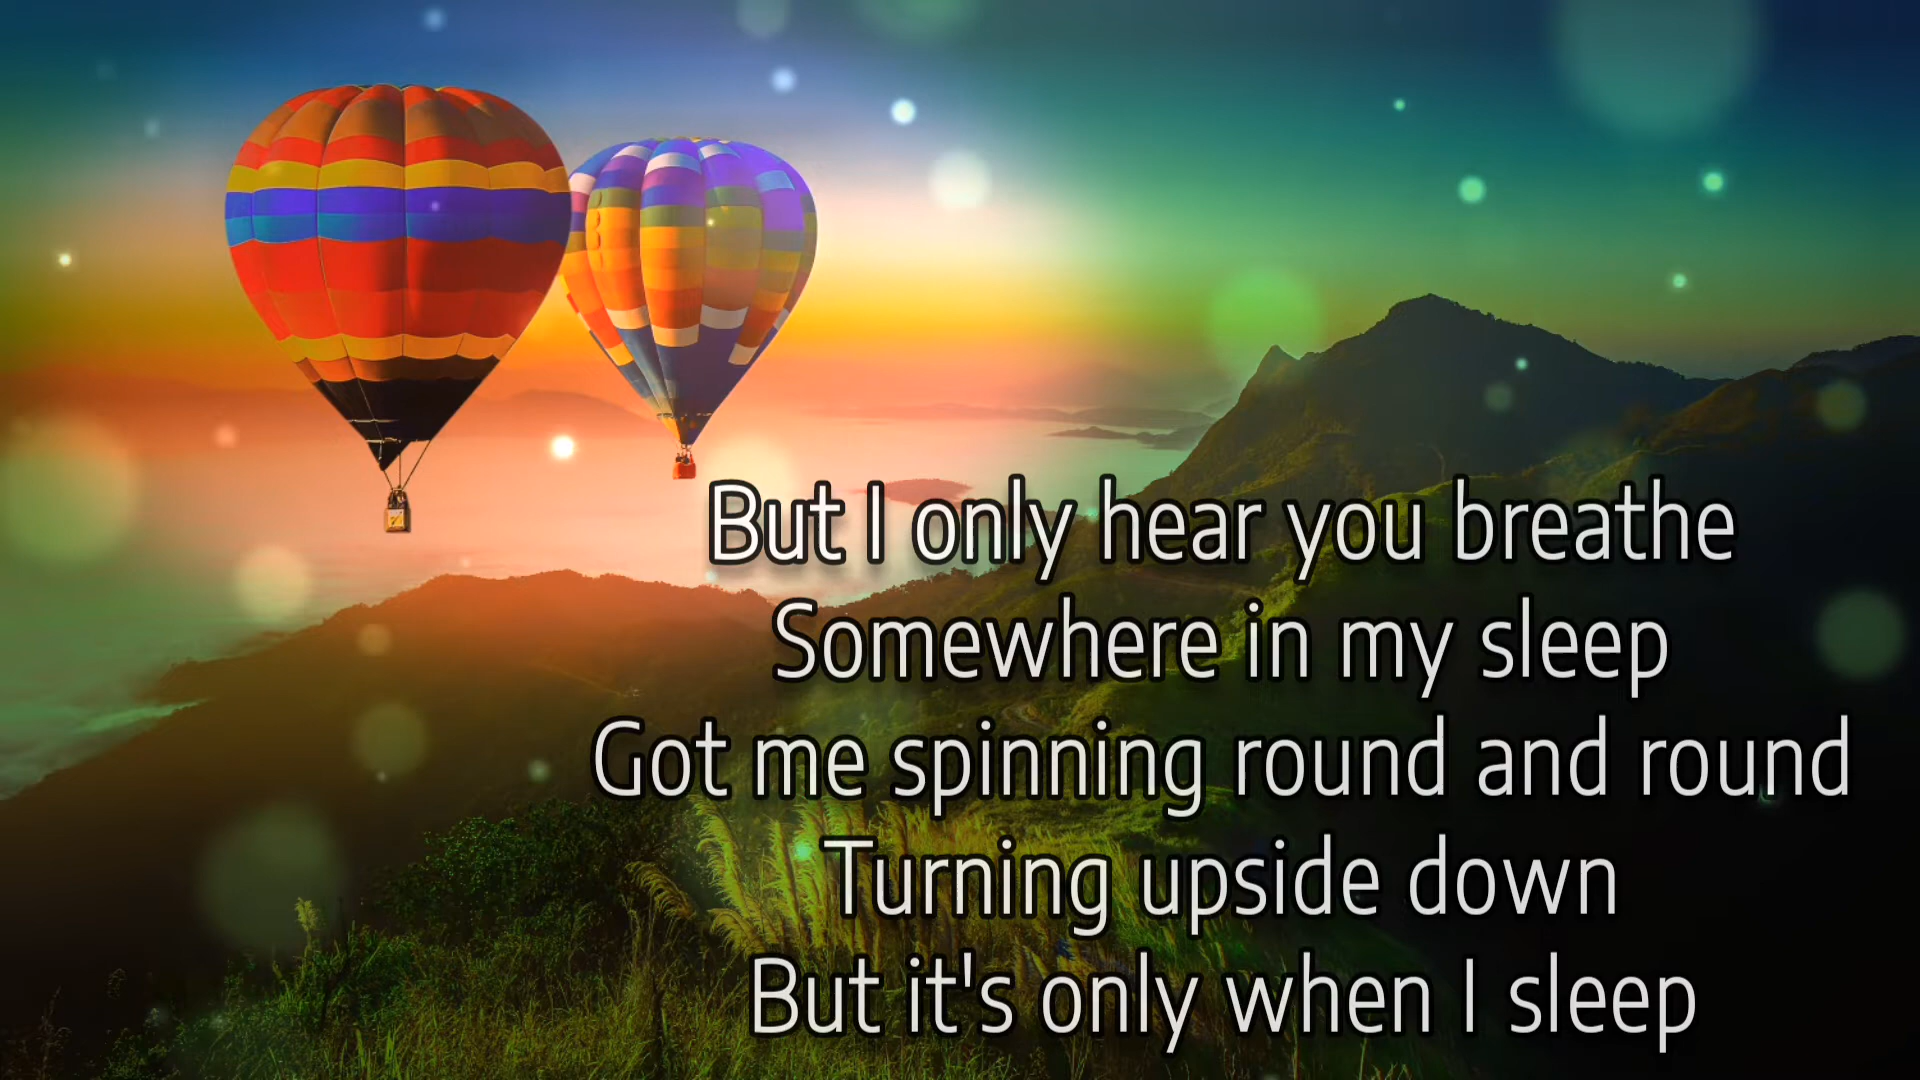 But I only hear you breathe
Somewhere in my sleep
Got me spinning round and round
Turning upside down
But it's only when I sleep